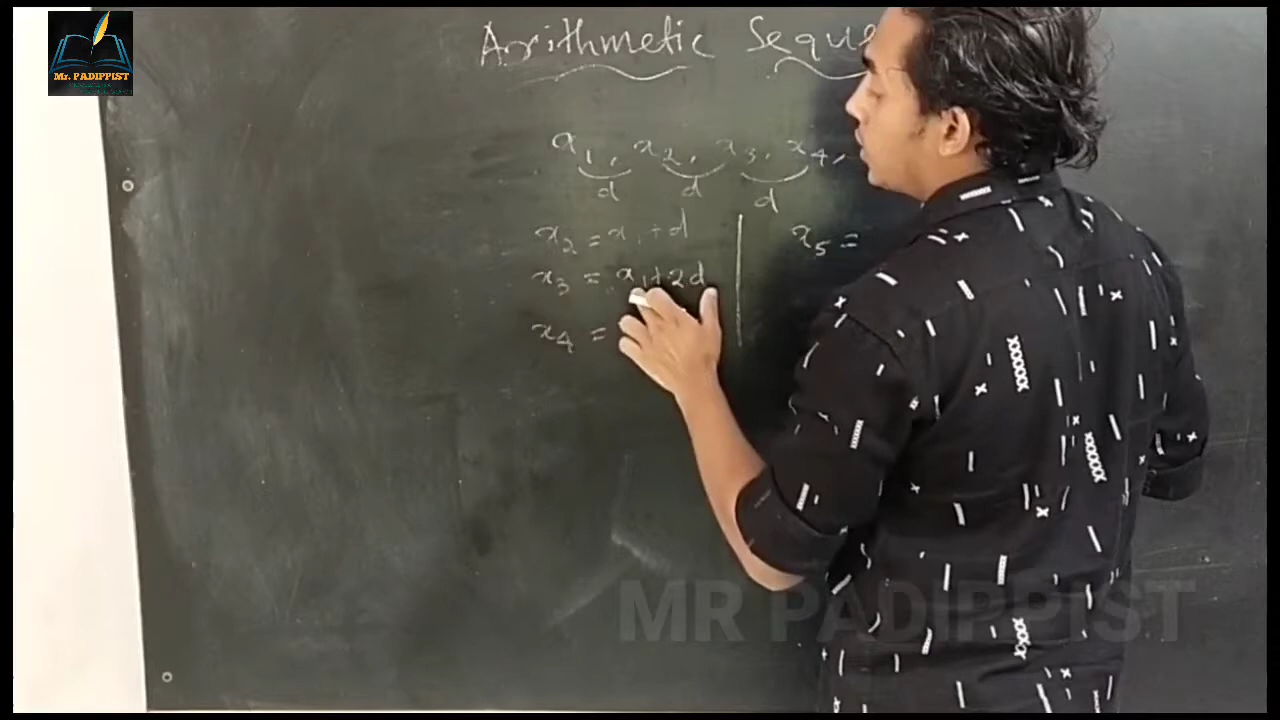 Mr. PADIPPIST
Arithmetic Seque
x1, x2, x3, x4,
d d d
x2 = x1 + d
x3 = x1 + 2d
x4 =
x5 =
MR PADIPPIST